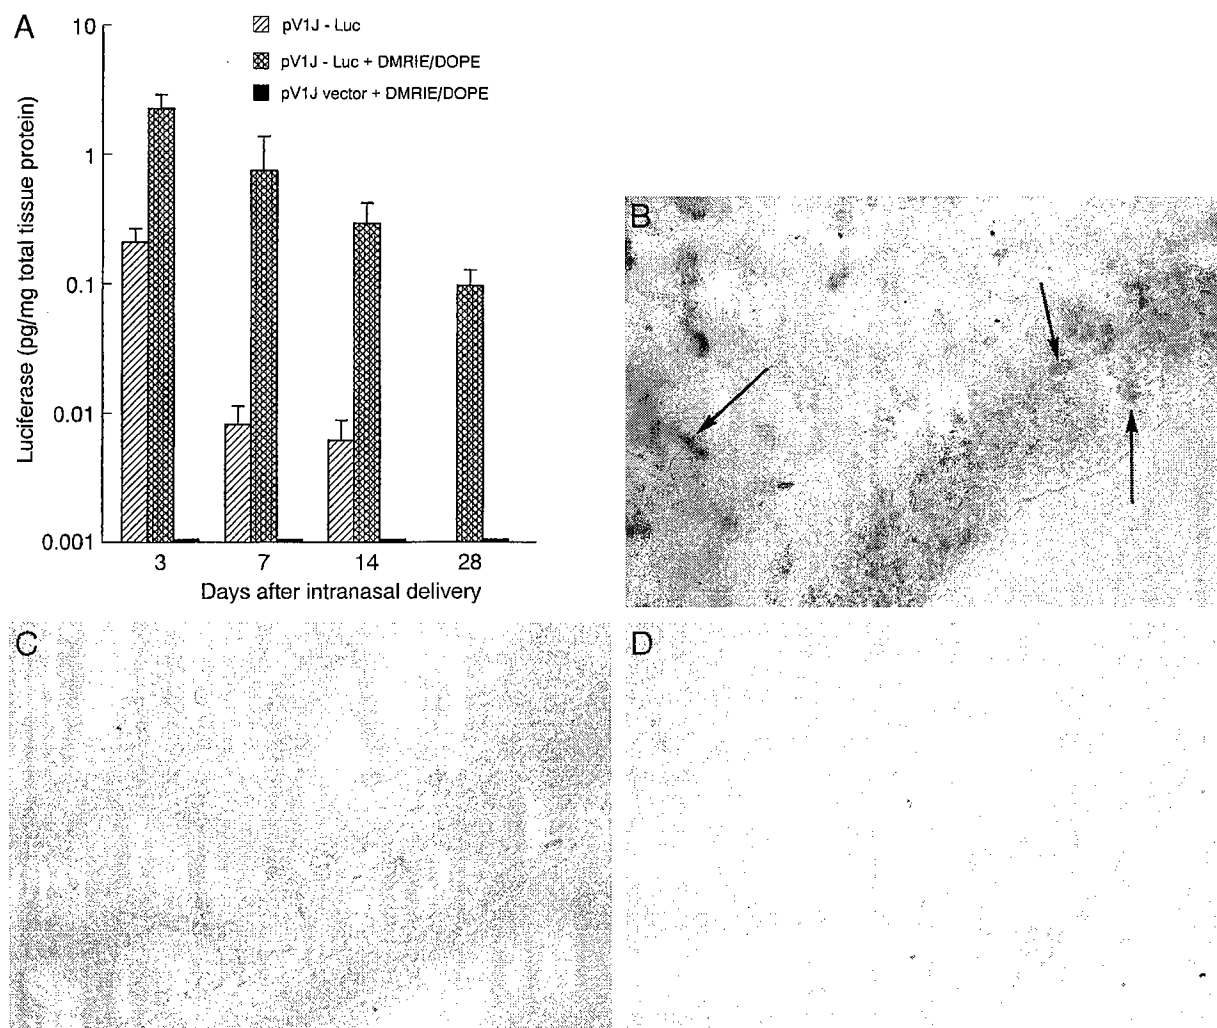 A
10
1
0.1
0.01
0.001
Luciferase (pg/mg total tissue protein)
pV1J - Luc
pV1J - Luc + DMRIE/DOPE
pV1J vector + DMRIE/DOPE
3 7 14 28
Days after intranasal delivery
B
C
D